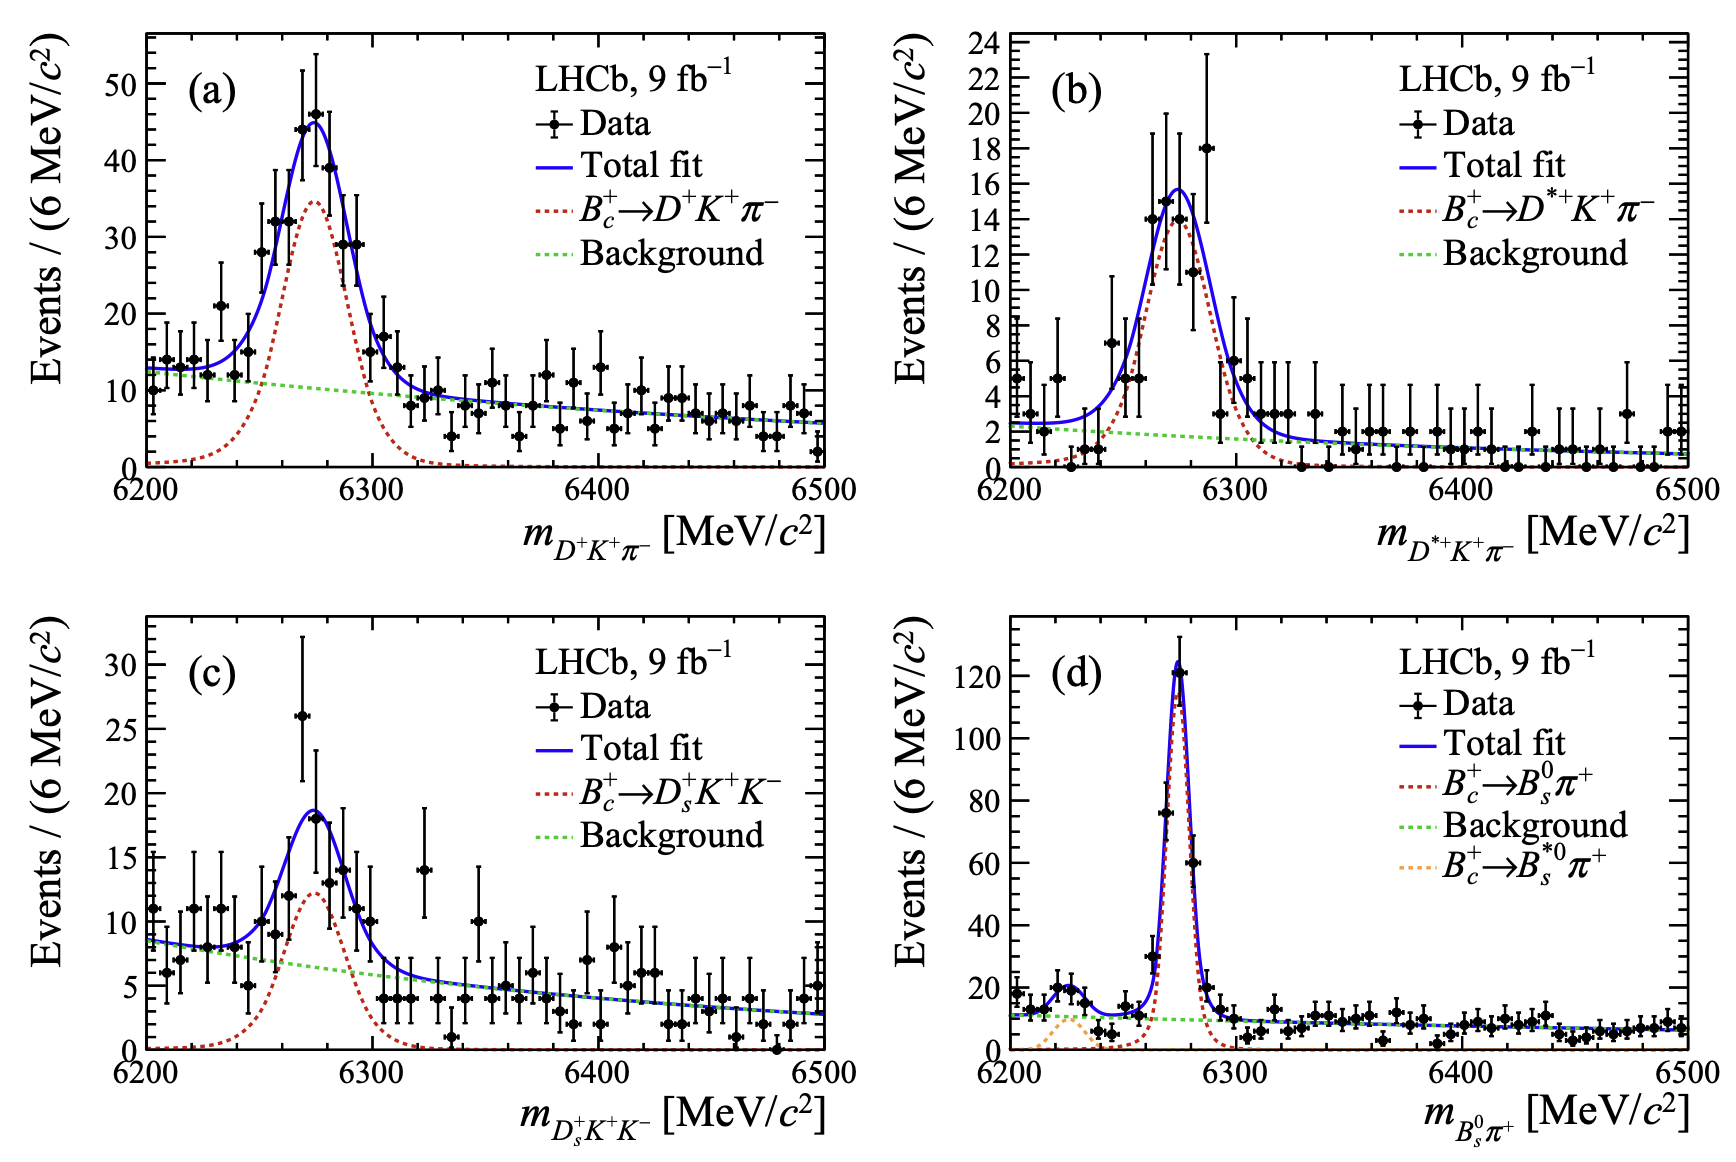 (a)
LHCb, 9 fb⁻¹
Data
Total fit
B_c⁺→D⁺K⁺π⁻
Background
Events / (6 MeV/c²)
50
40
30
20
10
0
6200 6300 6400 6500
m_{D⁺K⁺π⁻} [MeV/c²]
(b)
LHCb, 9 fb⁻¹
Data
Total fit
B_c⁺→D*⁺K⁺π⁻
Background
Events / (6 MeV/c²)
24
22
20
18
16
14
12
10
8
6
4
2
0
6200 6300 6400 6500
m_{D*⁺K⁺π⁻} [MeV/c²]
(c)
LHCb, 9 fb⁻¹
Data
Total fit
B_c⁺→D_s⁺K⁺K⁻
Background
Events / (6 MeV/c²)
30
25
20
15
10
5
0
6200 6300 6400 6500
m_{D_s⁺K⁺K⁻} [MeV/c²]
(d)
LHCb, 9 fb⁻¹
Data
Total fit
B_c⁺→B_s⁰π⁺
Background
B_c⁺→B_s*⁰π⁺
Events / (6 MeV/c²)
120
100
80
60
40
20
0
6200 6300 6400 6500
m_{B_s⁰π⁺} [MeV/c²]